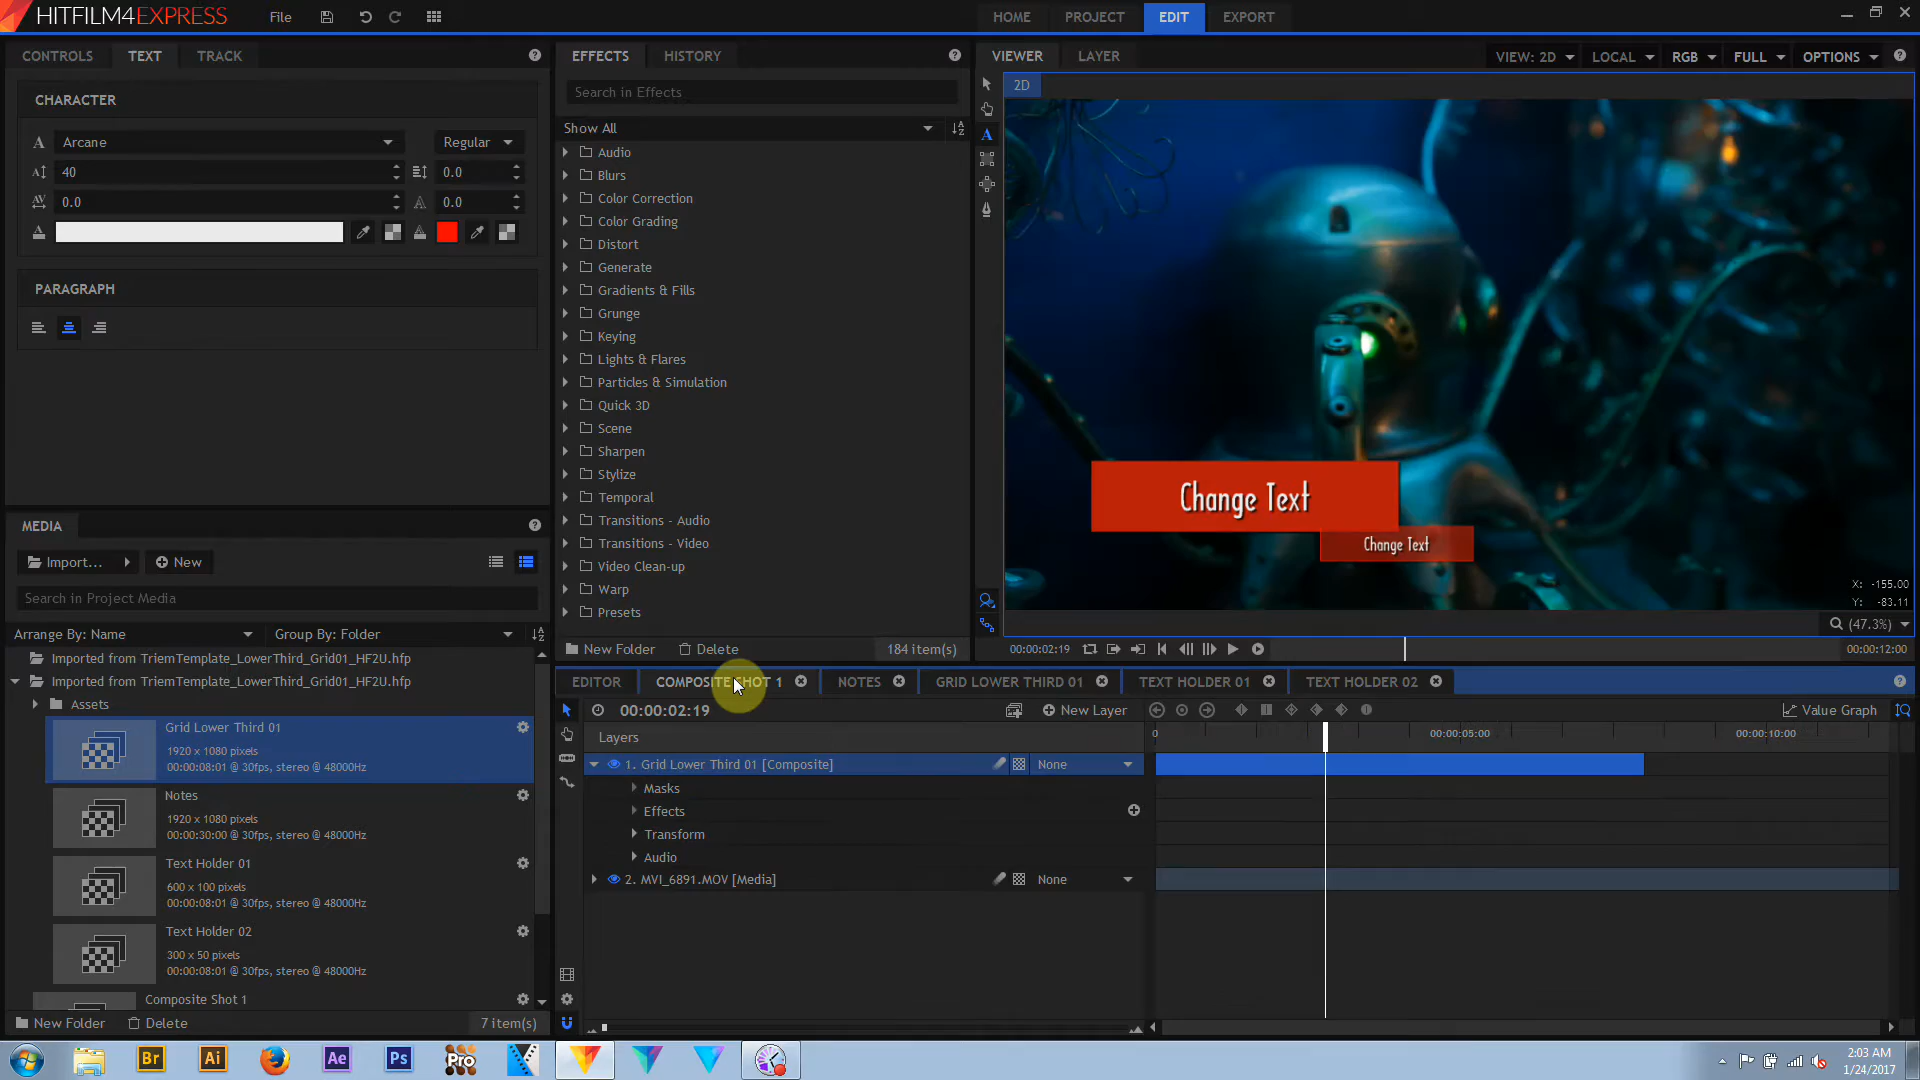 HITFILM4EXPRESS
File
HOME
PROJECT
EDIT
EXPORT
CONTROLS
TEXT
TRACK
CHARACTER
A
Arcane
Regular
40
0.0
0.0
0.0
PARAGRAPH
EFFECTS
HISTORY
Search in Effects
Show All
Audio
Blurs
Color Correction
Color Grading
Distort
Generate
Gradients & Fills
Grunge
Keying
Lights & Flares
Particles & Simulation
Quick 3D
Scene
Sharpen
Stylize
Temporal
Transitions - Audio
Transitions - Video
Video Clean-up
Warp
Presets
New Folder
Delete
184 item(s)
VIEWER
LAYER
VIEW: 2D
LOCAL
RGB
FULL
OPTIONS
2D
Change Text
Change Text
X: -155.00
Y: -83.11
(47.3%)
00:00:02:19
00:00:12:00
MEDIA
Import...
New
Search in Project Media
Arrange By: Name
Group By: Folder
Imported from TriemTemplate_LowerThird_Grid01_HF2U.hfp
Imported from TriemTemplate_LowerThird_Grid01_HF2U.hfp
Assets
Grid Lower Third 01
1920 x 1080 pixels
00:00:08:01 @ 30fps, stereo @ 48000Hz
Notes
1920 x 1080 pixels
00:00:30:00 @ 30fps, stereo @ 48000Hz
Text Holder 01
600 x 100 pixels
00:00:08:01 @ 30fps, stereo @ 48000Hz
Text Holder 02
300 x 50 pixels
00:00:08:01 @ 30fps, stereo @ 48000Hz
Composite Shot 1
New Folder
Delete
7 item(s)
EDITOR
COMPOSITE SHOT 1
NOTES
GRID LOWER THIRD 01
TEXT HOLDER 01
TEXT HOLDER 02
00:00:02:19
New Layer
Value Graph
Layers
0
00:00:05:00
00:00:10:00
1. Grid Lower Third 01 [Composite]
None
Masks
Effects
Transform
Audio
2. MVI_6891.MOV [Media]
None
Br
Ai
Ae
Ps
Pro
2:03 AM
1/24/2017